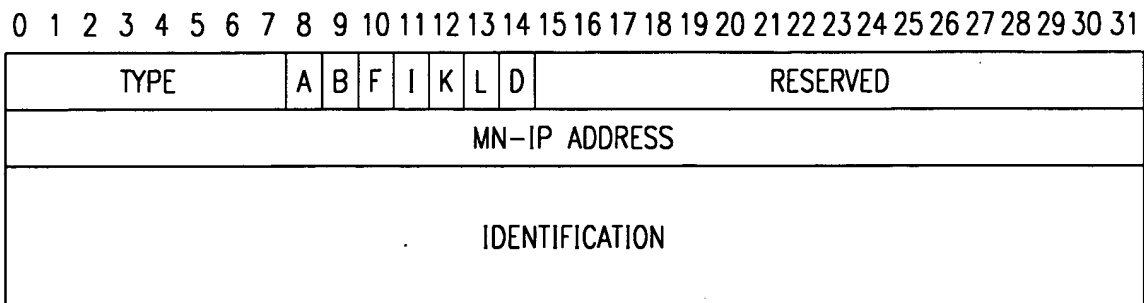 0 1 2 3 4 5 6 7 8 9 10 11 12 13 14 15 16 17 18 19 20 21 22 23 24 25 26 27 28 29 30 31
TYPE A B F I K L D RESERVED
MN-IP ADDRESS
IDENTIFICATION